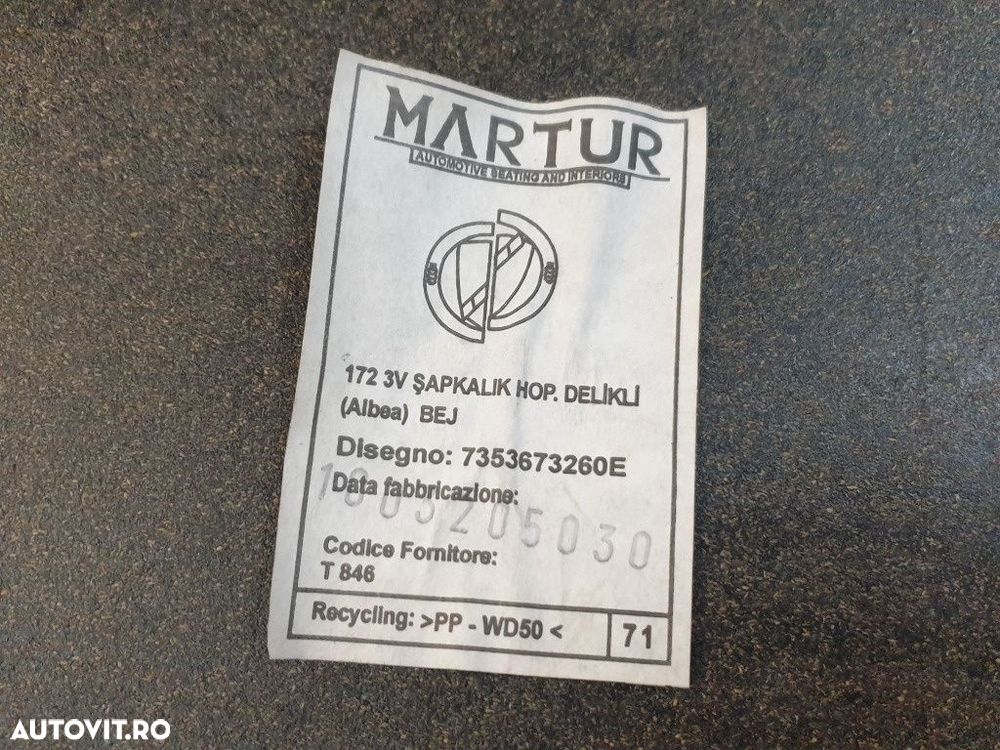 MARTUR
AUTOMOTIVE SEATING AND INTERIORS
172 3V ŞAPKALIK HOP. DELİKLİ
(Albea) BEJ
Disegno: 7353673260E
Data fabbricazione:
Codice Fornitore:
T 846
Recycling: >PP - WD50 <
71
AUTOVIT.RO